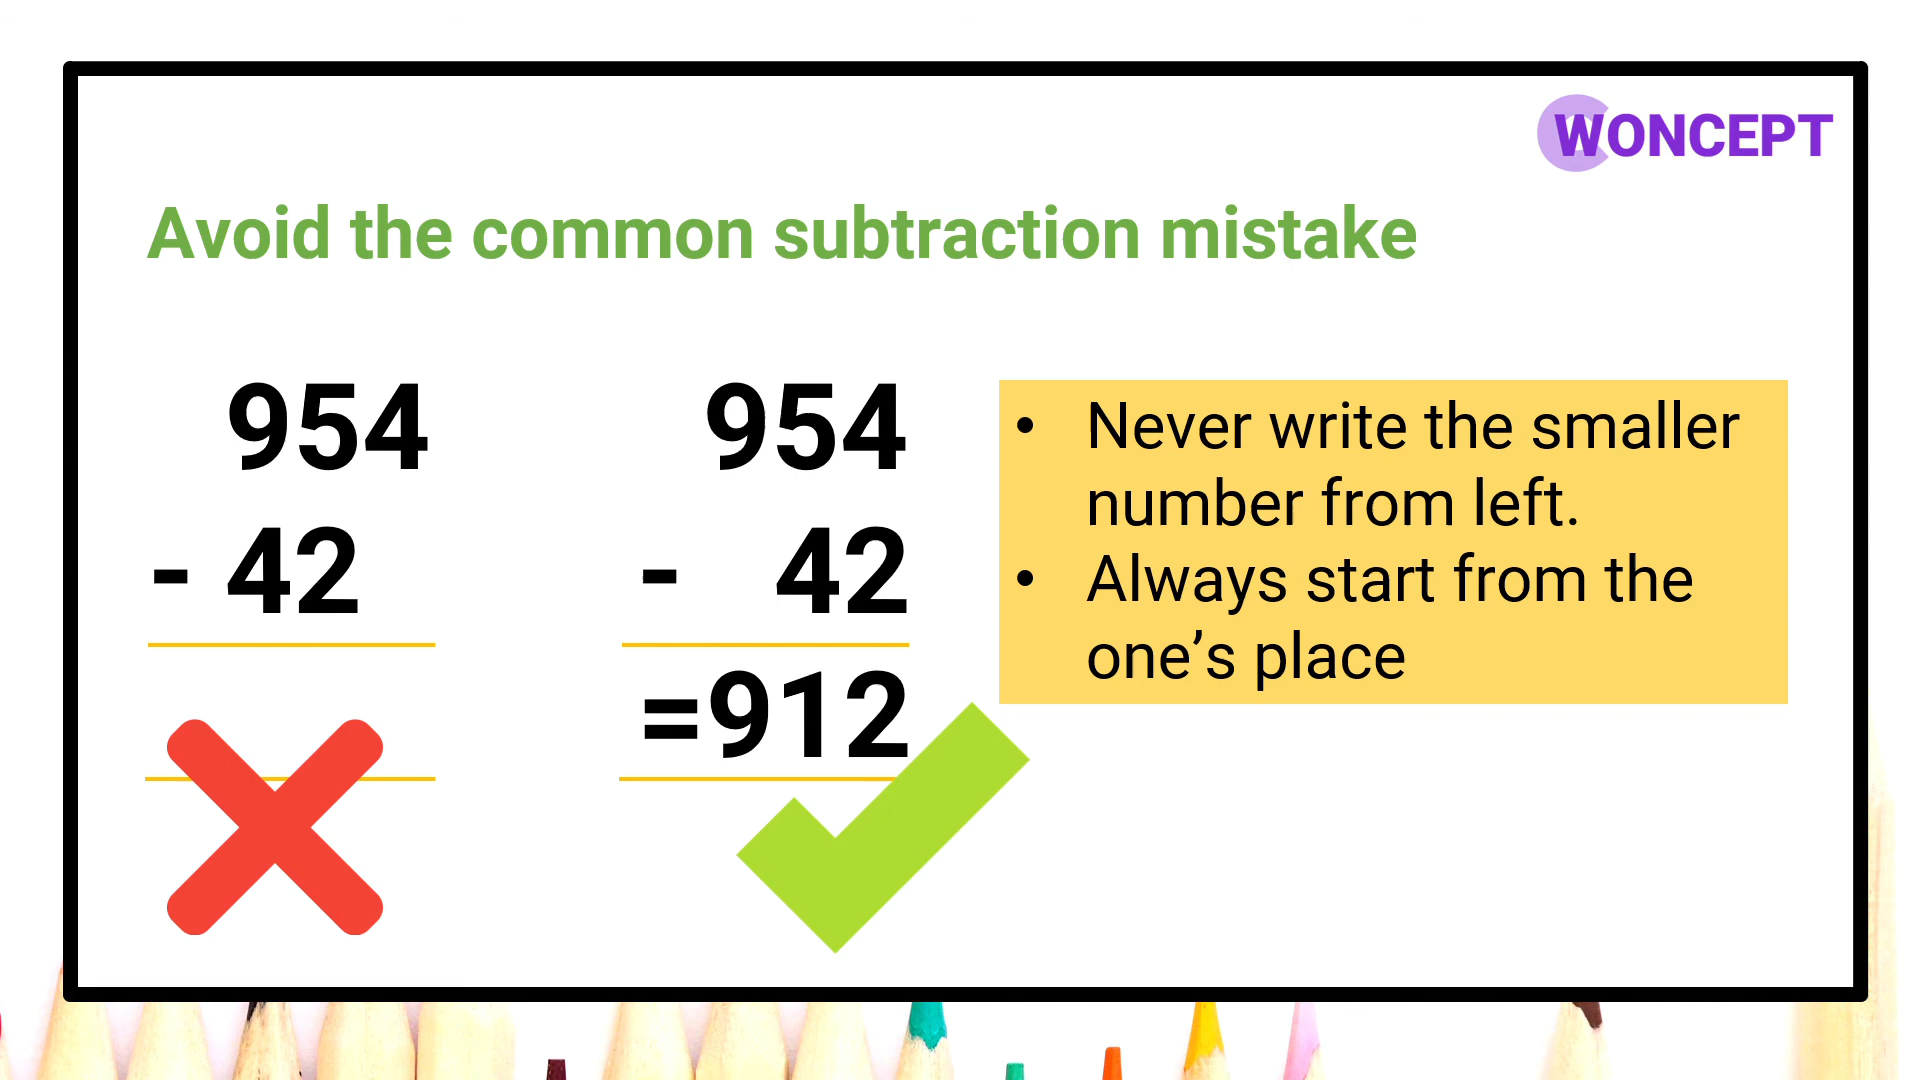 WONCEPT
Avoid the common subtraction mistake
954
- 42
954
- 42
=912
• Never write the smaller
number from left.
• Always start from the
one’s place